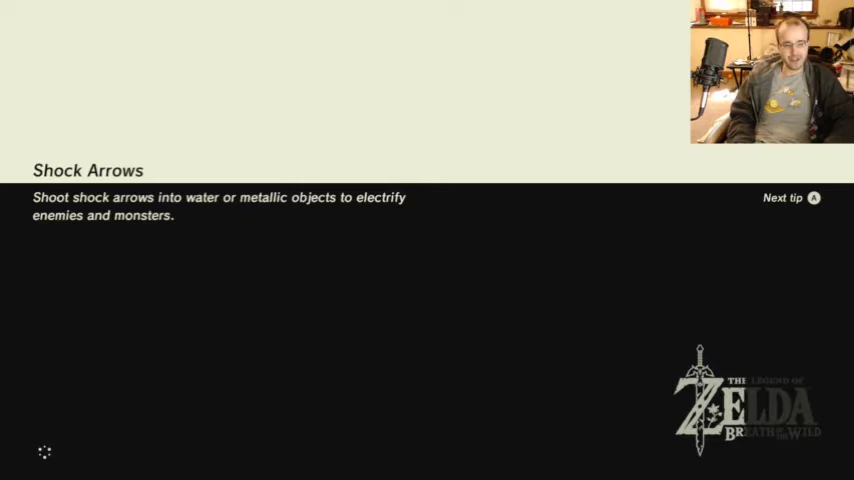 Shock Arrows
Shoot shock arrows into water or metallic objects to electrify
enemies and monsters.
Next tip A
THE LEGEND OF
ZELDA
BREATH OF THE WILD